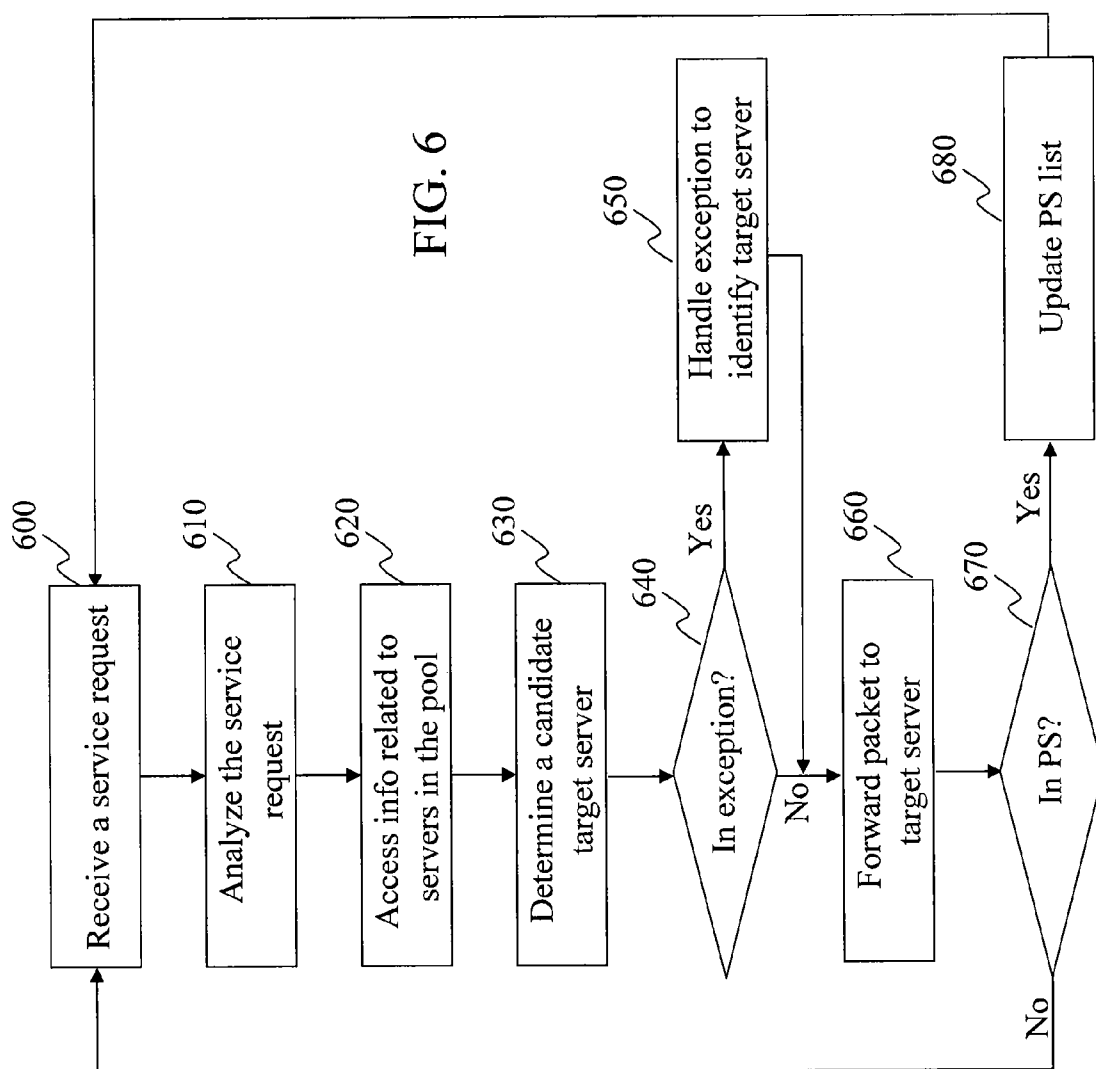 600
Receive a service request
610
Analyze the service
request
620
Access info related to
servers in the pool
630
Determine a candidate
target server
640
In exception?
Yes
No
650
Handle exception to
identify target server
660
Forward packet to
target server
670
In PS?
Yes
No
680
Update PS list
FIG. 6